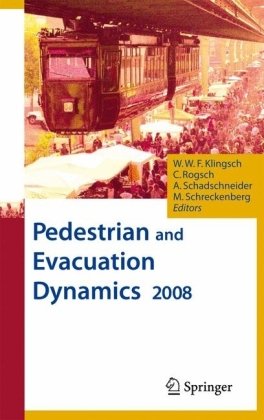 W. W. F. Klingsch
C. Rogsch
A. Schadschneider
M. Schreckenberg
Editors
Pedestrian and
Evacuation
Dynamics 2008
Springer